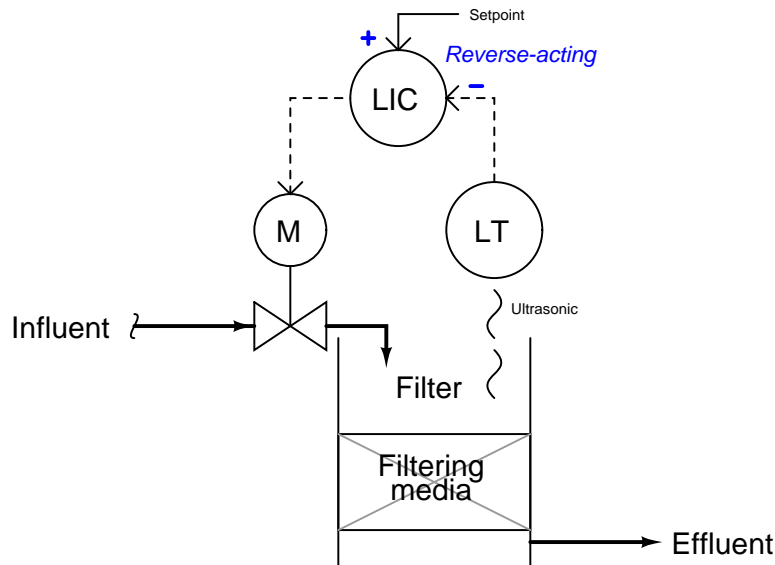 Setpoint
+
Reverse-acting
LIC
−
M
LT
Ultrasonic
Influent
Filter
Filtering
media
Effluent